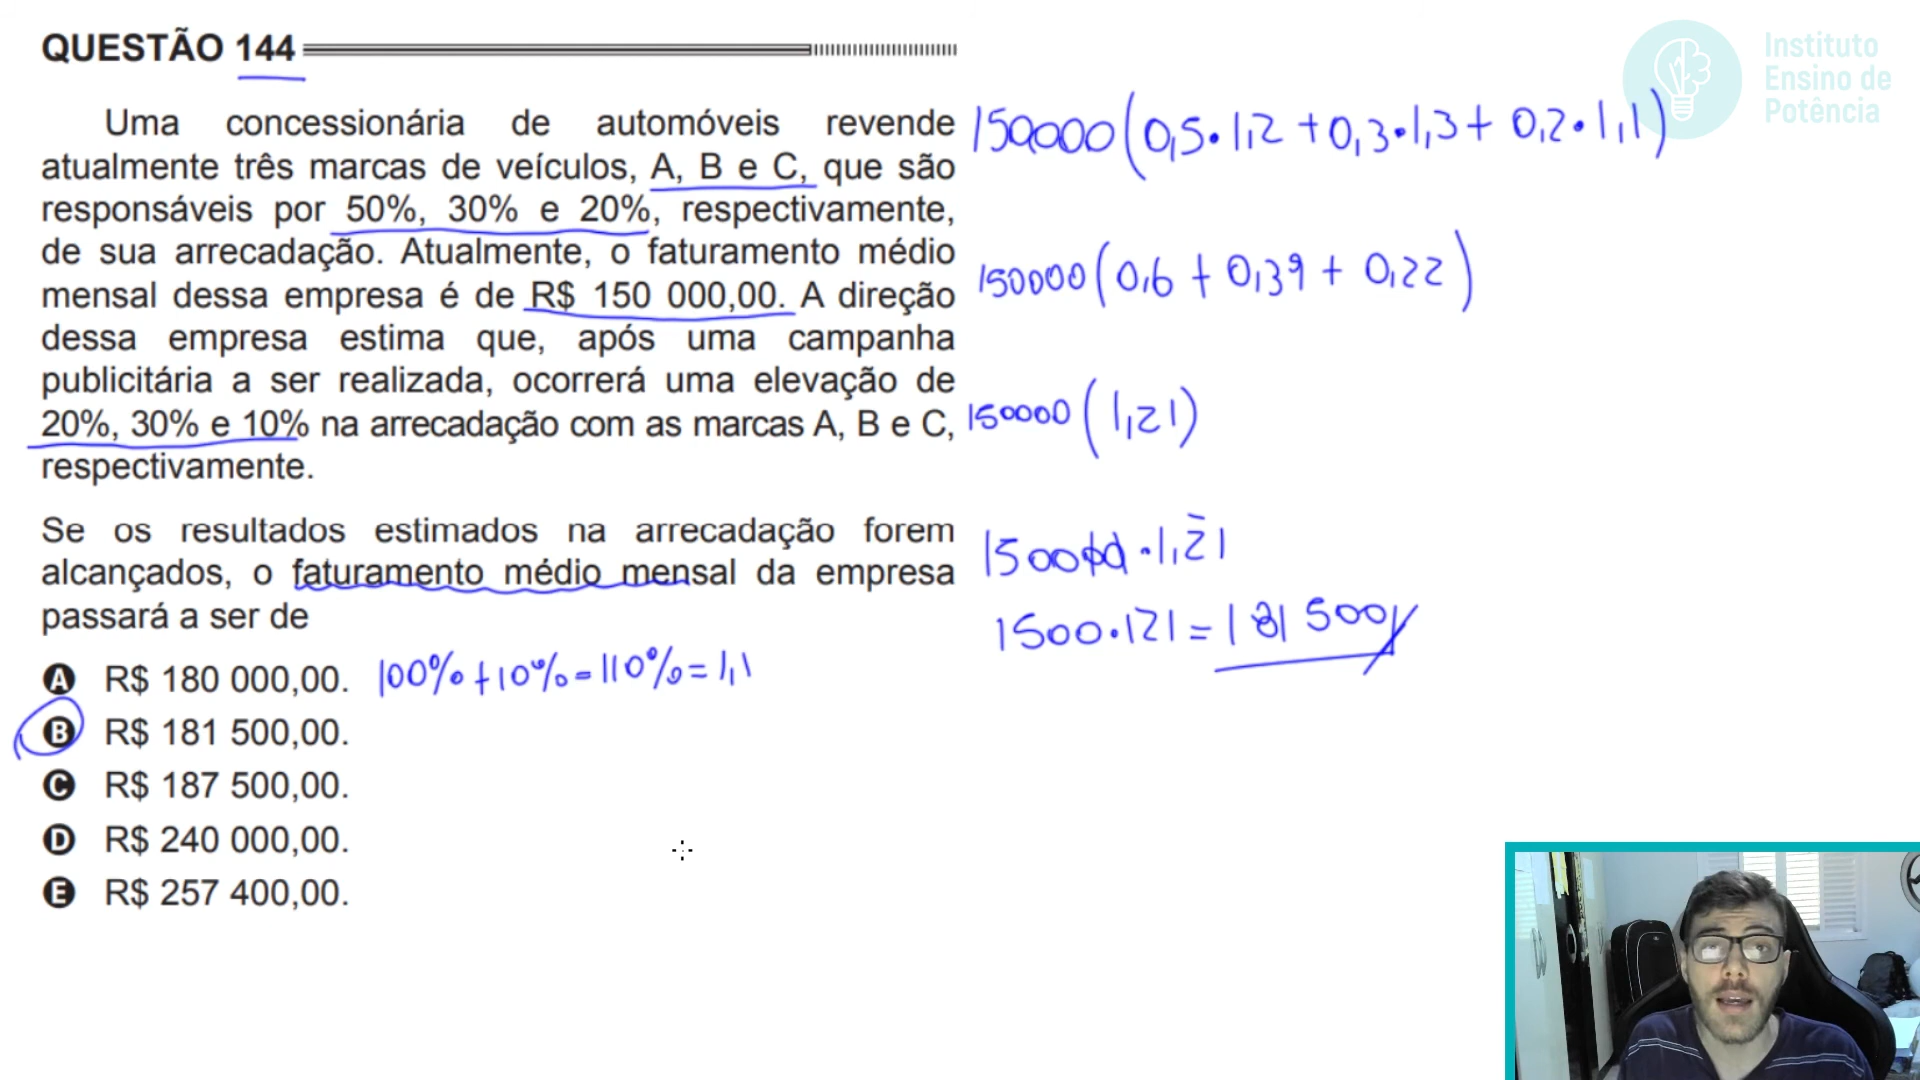 QUESTÃO 144
Uma concessionária de automóveis revende
atualmente três marcas de veículos, A, B e C, que são
responsáveis por 50%, 30% e 20%, respectivamente,
de sua arrecadação. Atualmente, o faturamento médio
mensal dessa empresa é de R$ 150 000,00. A direção
dessa empresa estima que, após uma campanha
publicitária a ser realizada, ocorrerá uma elevação de
20%, 30% e 10% na arrecadação com as marcas A, B e C,
respectivamente.
Se os resultados estimados na arrecadação forem
alcançados, o faturamento médio mensal da empresa
passará a ser de
A R$ 180 000,00.
100% + 10% = 110% = 1,1
B R$ 181 500,00.
C R$ 187 500,00.
D R$ 240 000,00.
E R$ 257 400,00.
150000(0,5·1,2 + 0,3·1,3 + 0,2·1,1)
150000(0,6 + 0,39 + 0,22)
150000(1,21)
150000·1,21
1500·121 = 181 500
Instituto
Ensino de
Potência